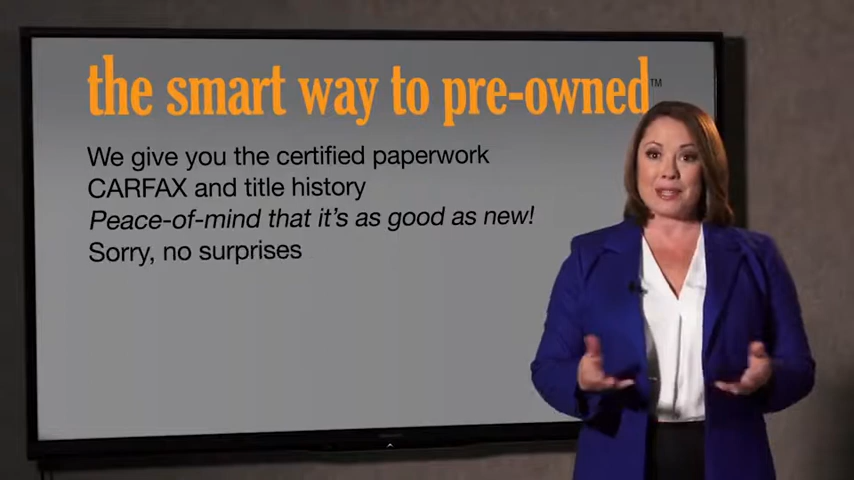 the smart way to pre-owned™
We give you the certified paperwork
CARFAX and title history
Peace-of-mind that it's as good as new!
Sorry, no surprises